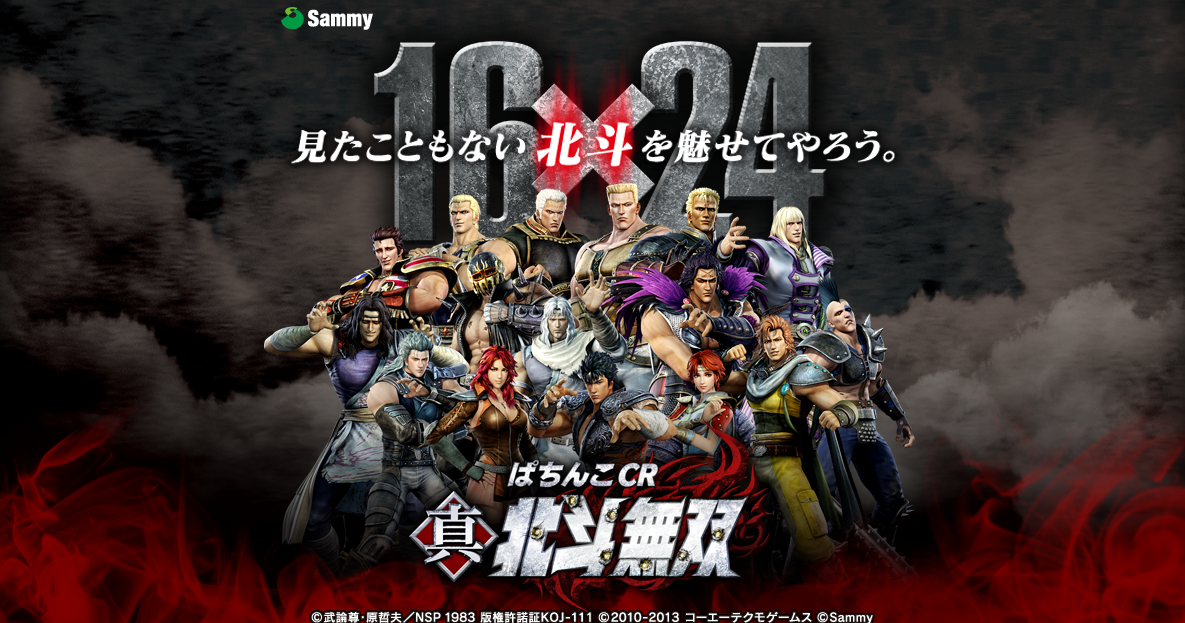 Sammy
16×24
見たこともない北斗を魅せてやろう。
ぱちんこCR
真 北斗無双
©武論尊・原哲夫／NSP 1983 版権許諾証KOJ-111 ©2010-2013 コーエーテクモゲームス ©Sammy